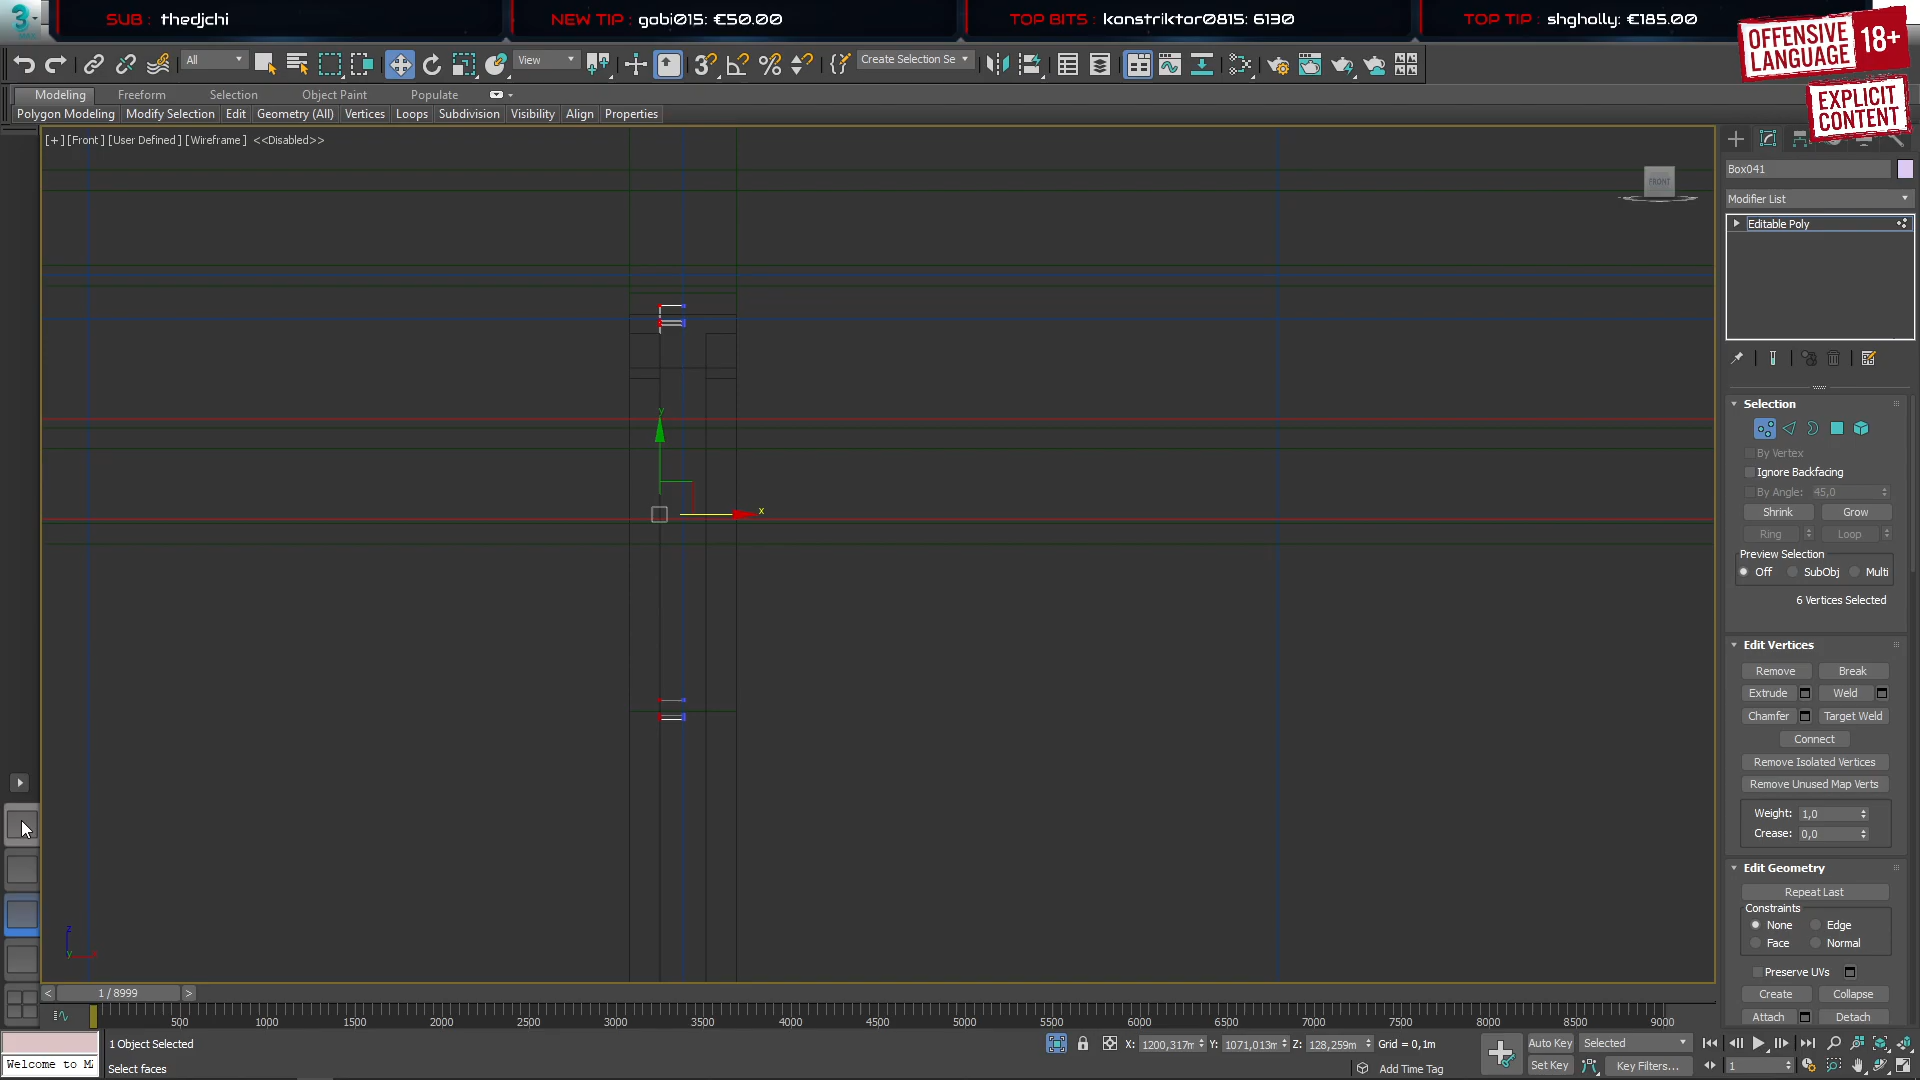 SUB : thedjchi
NEW TIP : gabi015: €50.00
TOP BITS : konstriktor0815: 6130
TOP TIP : shgholly: €185.00
OFFENSIVE LANGUAGE 18+
EXPLICIT CONTENT
3
All
View
Create Selection Se
Modeling Freeform Selection Object Paint Populate
Polygon Modeling Modify Selection Edit Geometry (All) Vertices Loops Subdivision Visibility Align Properties
[+] [Front ] [User Defined ] [Wireframe ] <<Disabled>>
FRONT
y
x
Box041
Modifier List
Editable Poly
Selection
By Vertex
Ignore Backfacing
By Angle: 45,0
Shrink Grow
Ring Loop
Preview Selection
Off SubObj Multi
6 Vertices Selected
Edit Vertices
Remove Break
Extrude Weld
Chamfer Target Weld
Connect
Remove Isolated Vertices
Remove Unused Map Verts
Weight: 1,0
Crease: 0,0
Edit Geometry
Repeat Last
Constraints
None Edge
Face Normal
Preserve UVs
Create Collapse
Attach Detach
z
y x
< 1 / 8999 >
500 1000 1500 2000 2500 3000 3500 4000 4500 5000 5500 6000 6500 7000 7500 8000 8500 9000
1 Object Selected
X: 1200,317m Y: 1071,013m Z: 128,259m Grid = 0,1m
Auto Key Selected
Welcome to M
Select faces
Add Time Tag
Set Key Key Filters...
1